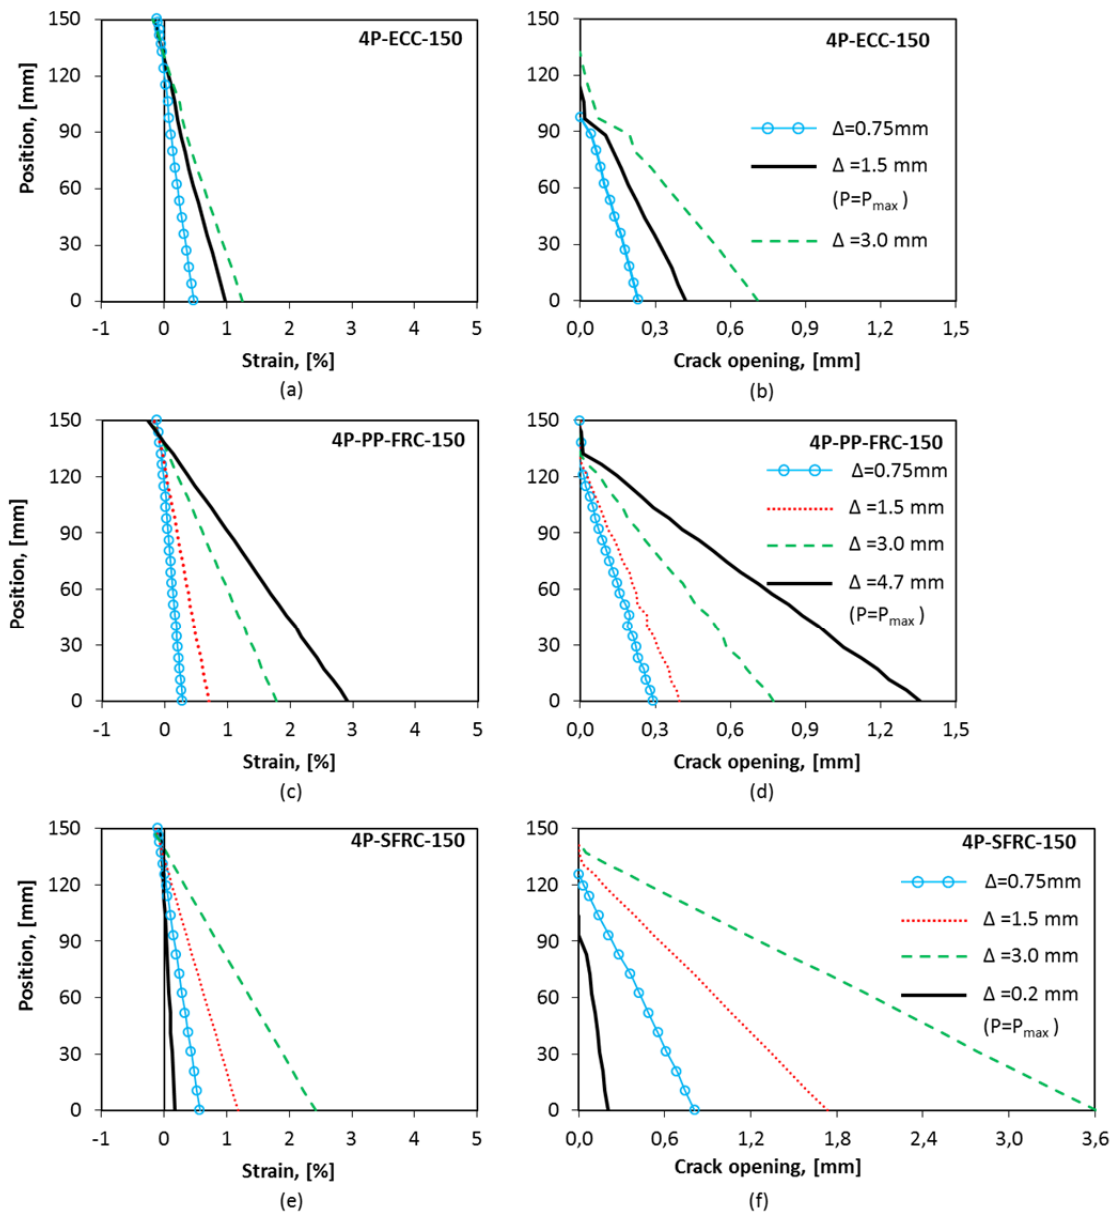 4P-ECC-150
Position, [mm]
150
120
90
60
30
0
-1 0 1 2 3 4 5
Strain, [%]
(a)
4P-ECC-150
150
120
90
60
30
0
Δ=0.75mm
Δ =1.5 mm
(P=Pmax )
Δ =3.0 mm
0,0 0,3 0,6 0,9 1,2 1,5
Crack opening, [mm]
(b)
4P-PP-FRC-150
Position, [mm]
150
120
90
60
30
0
-1 0 1 2 3 4 5
Strain, [%]
(c)
4P-PP-FRC-150
150
120
90
60
30
0
Δ=0.75mm
Δ =1.5 mm
Δ =3.0 mm
Δ =4.7 mm
(P=Pmax )
0,0 0,3 0,6 0,9 1,2 1,5
Crack opening, [mm]
(d)
4P-SFRC-150
Position, [mm]
150
120
90
60
30
0
-1 0 1 2 3 4 5
Strain, [%]
(e)
4P-SFRC-150
150
120
90
60
30
0
Δ=0.75mm
Δ =1.5 mm
Δ =3.0 mm
Δ =0.2 mm
(P=Pmax )
0,0 0,6 1,2 1,8 2,4 3,0 3,6
Crack opening, [mm]
(f)